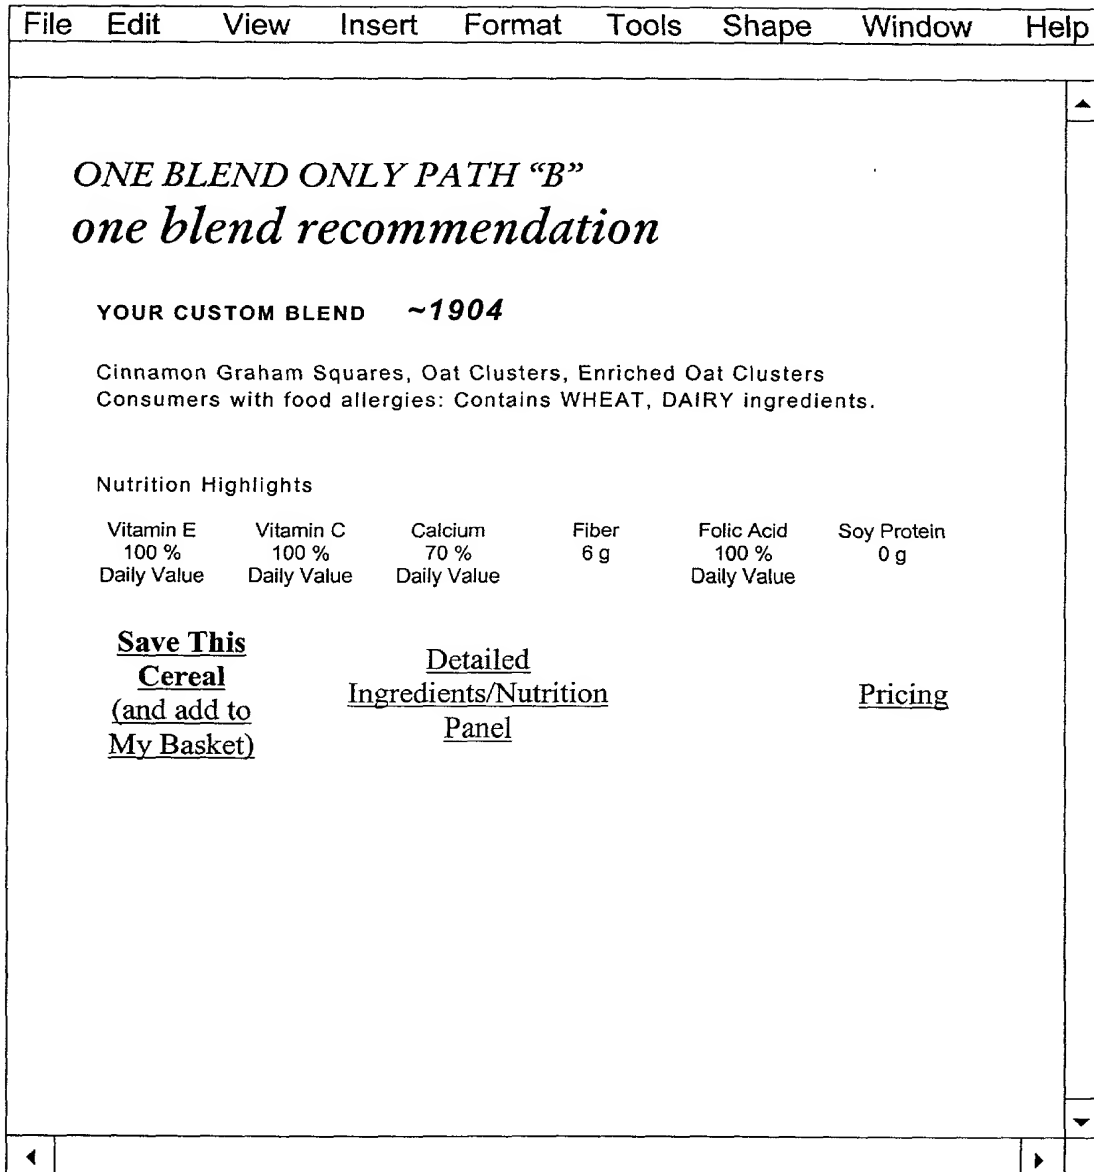 File Edit View Insert Format Tools Shape Window Help
ONE BLEND ONLY PATH “B”
one blend recommendation
YOUR CUSTOM BLEND ~1904
Cinnamon Graham Squares, Oat Clusters, Enriched Oat Clusters
Consumers with food allergies: Contains WHEAT, DAIRY ingredients.
Nutrition Highlights
Vitamin E Vitamin C Calcium Fiber Folic Acid Soy Protein
100 % 100 % 70 % 6 g 100 % 0 g
Daily Value Daily Value Daily Value Daily Value
Save This
Cereal
(and add to
My Basket)
Detailed
Ingredients/Nutrition
Panel
Pricing